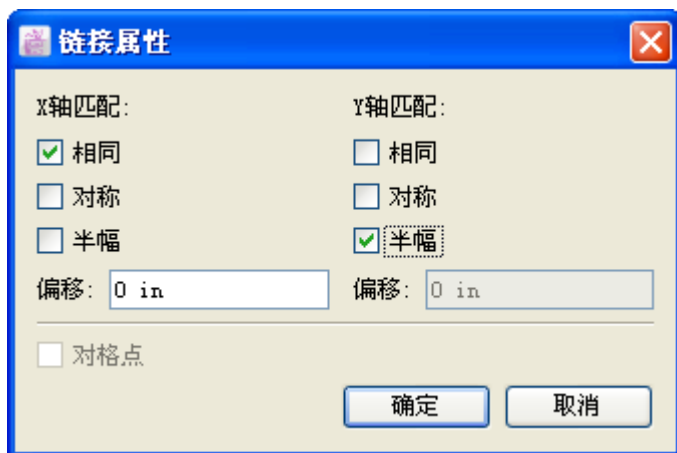 链接属性
X轴匹配: Y轴匹配:
相同 相同
对称 对称
半幅 半幅
偏移: 0 in 偏移: 0 in
对格点
确定 取消